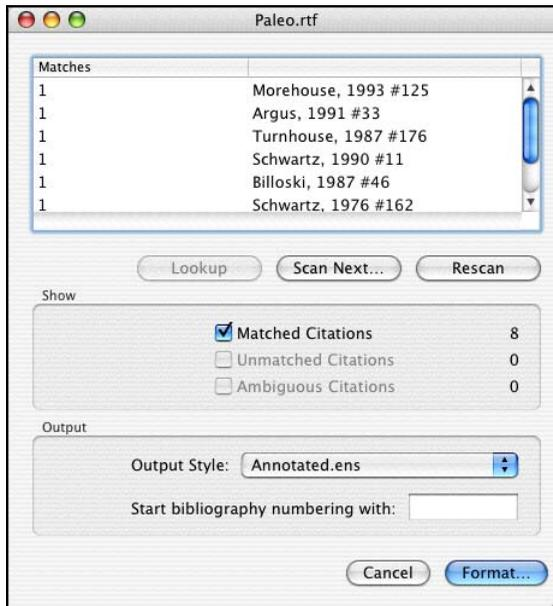 Paleo.rtf
Matches
1 Morehouse, 1993 #125
1 Argus, 1991 #33
1 Turnhouse, 1987 #176
1 Schwartz, 1990 #11
1 Billoski, 1987 #46
1 Schwartz, 1976 #162
Lookup Scan Next... Rescan
Show
Matched Citations 8
Unmatched Citations 0
Ambiguous Citations 0
Output
Output Style: Annotated.ens
Start bibliography numbering with:
Cancel Format...